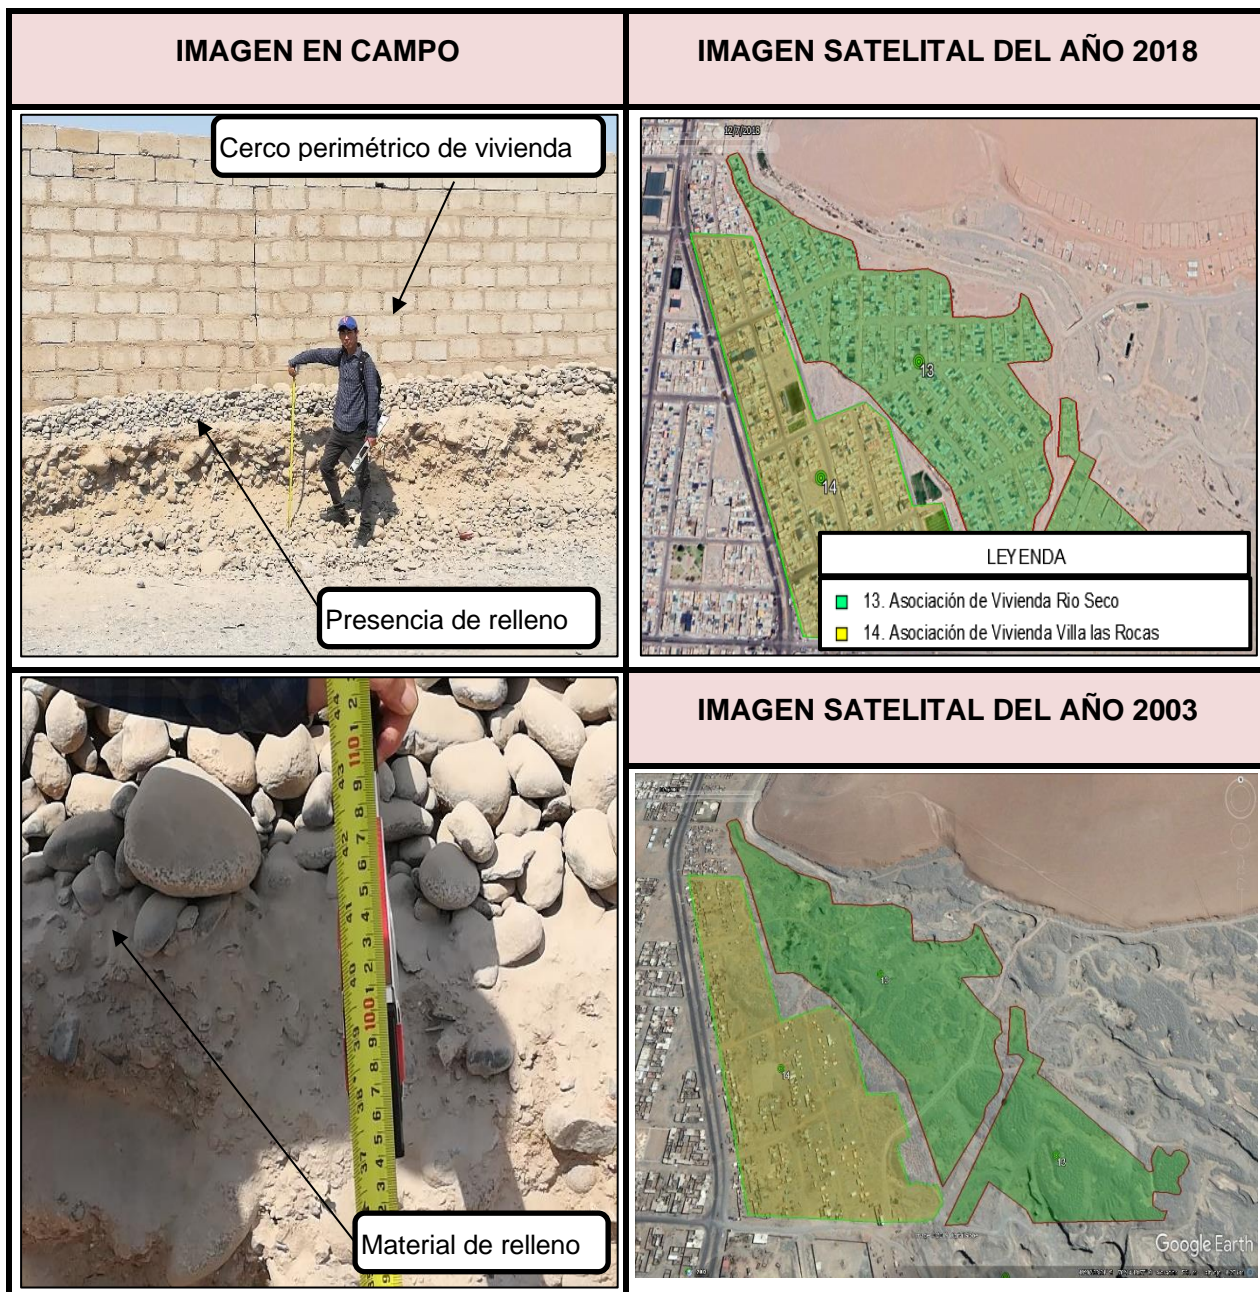 IMAGEN EN CAMPO
IMAGEN SATELITAL DEL AÑO 2018
Cerco perimétrico de vivienda
Presencia de relleno
12/7/2018
13
14
LEYENDA
13. Asociación de Vivienda Rio Seco
14. Asociación de Vivienda Villa las Rocas
Material de relleno
IMAGEN SATELITAL DEL AÑO 2003
13
14
13
Google Earth